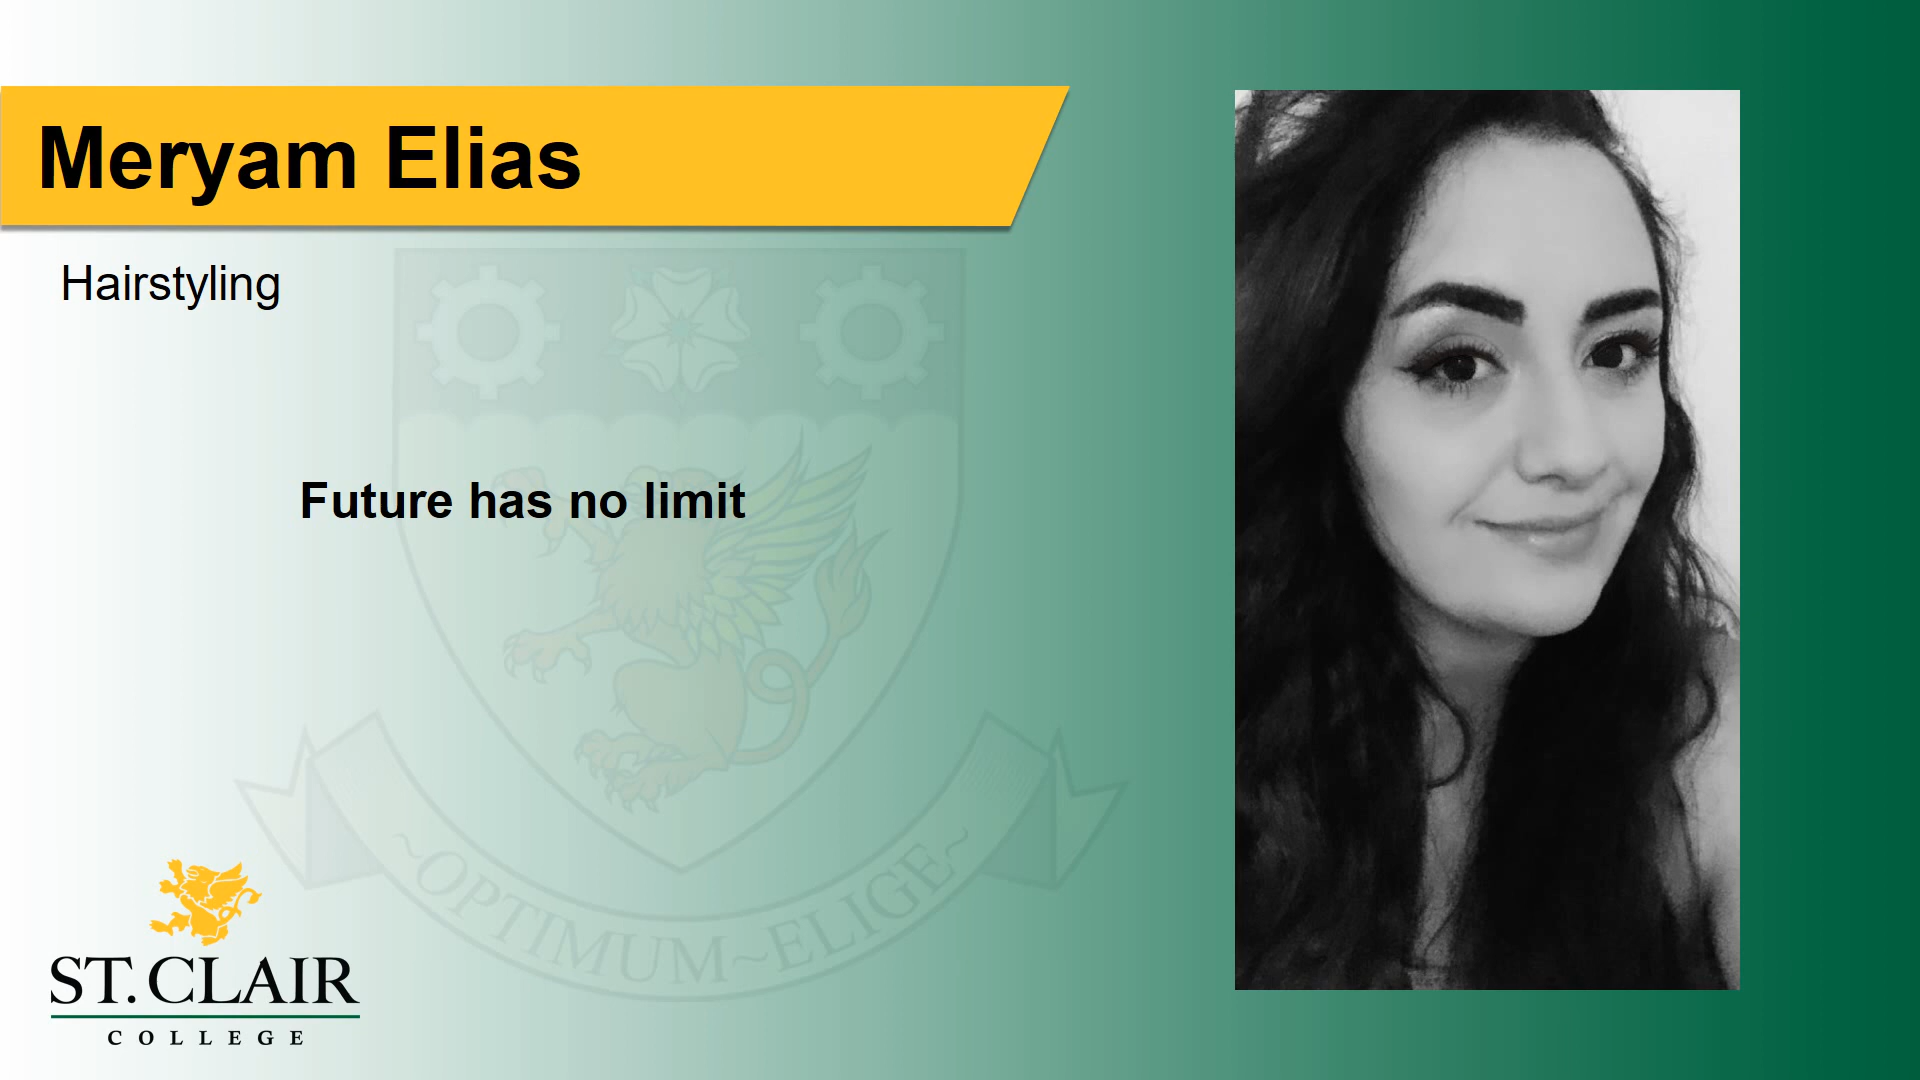 Meryam Elias
Hairstyling
Future has no limit
~OPTIMUM~ELIGE~
ST. CLAIR
COLLEGE